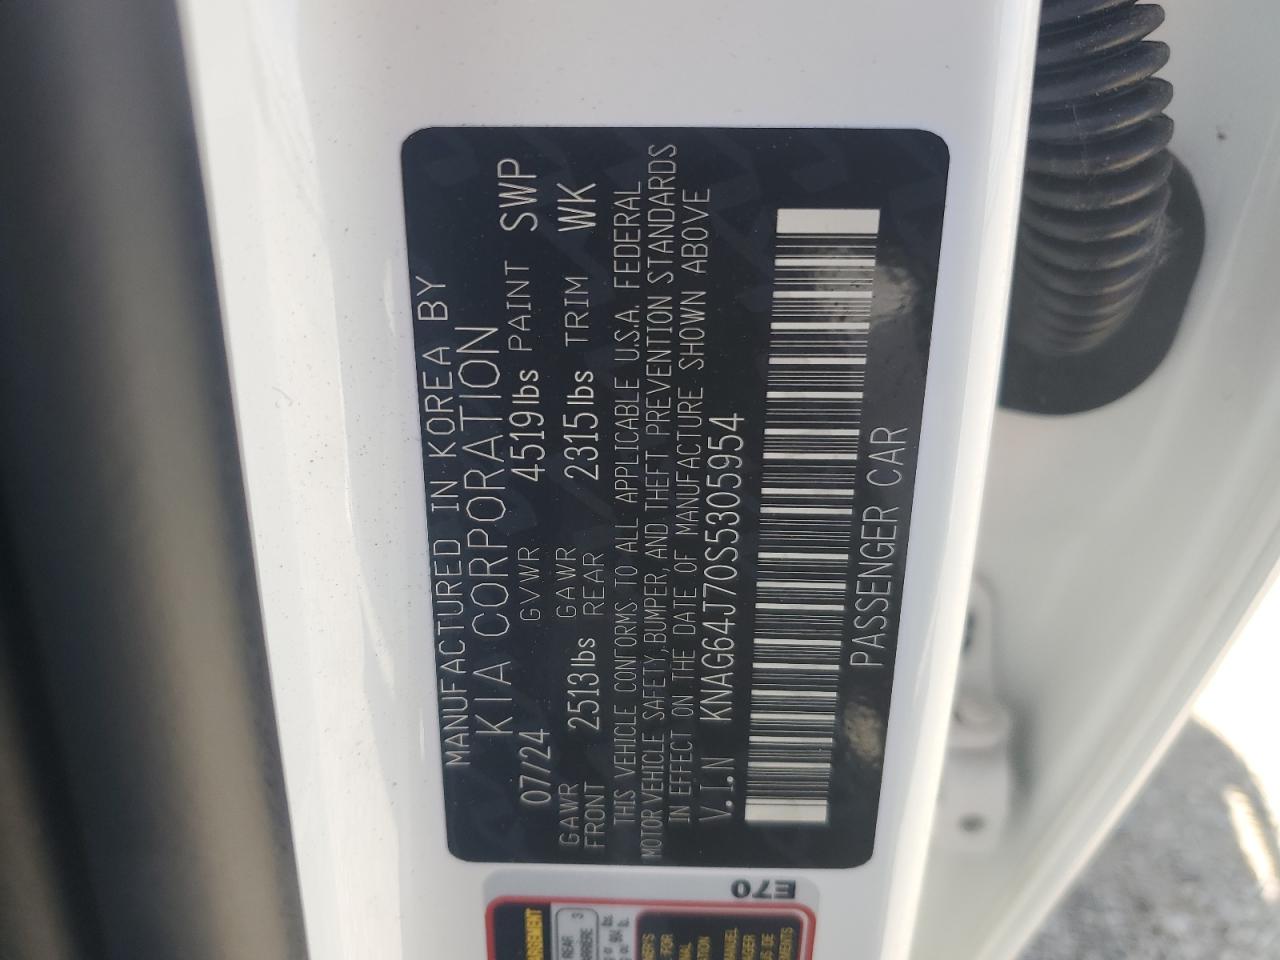 MANUFACTURED IN KOREA BY
KIA CORPORATION
07/24 GVWR 4519lbs PAINT SWP
GAWR FRONT 2513lbs GAWR REAR 2315lbs TRIM WK
THIS VEHICLE CONFORMS TO ALL APPLICABLE U.S.A. FEDERAL
MOTOR VEHICLE SAFETY, BUMPER, AND THEFT PREVENTION STANDARDS
IN EFFECT ON THE DATE OF MANUFACTURE SHOWN ABOVE
V.I.N KNAG64J70S5305954
PASSENGER CAR
E70
REAR